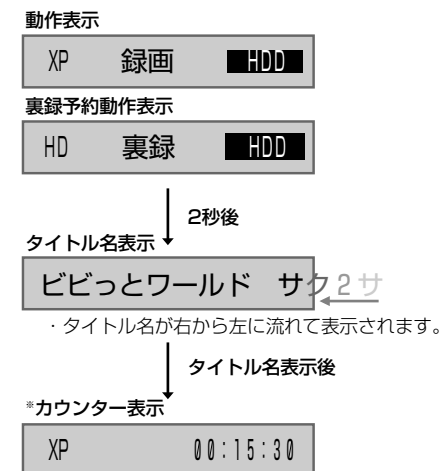 動作表示
XP 録画 HDD
裏録予約動作表示
HD 裏録 HDD
2秒後
タイトル名表示
ビビっとワールド サク2サ
・タイトル名が右から左に流れて表示されます。
タイトル名表示後
※カウンター表示
XP 00:15:30